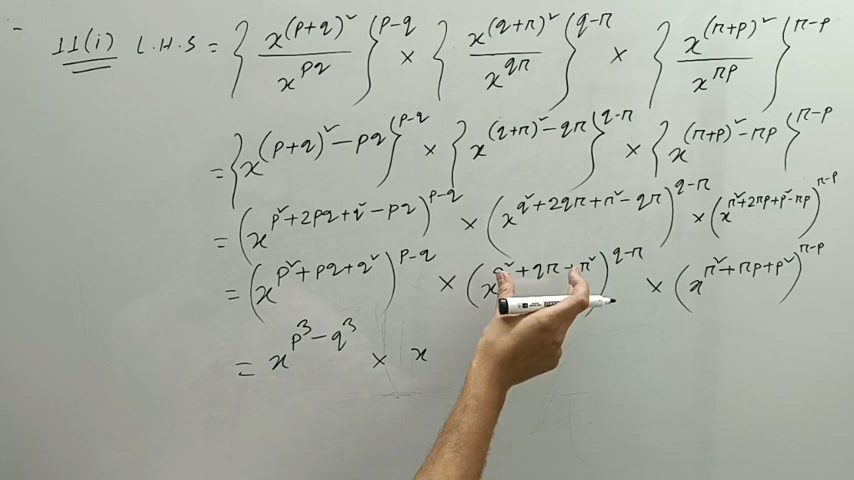 11(i) L.H.S = {x^(p+q)² / x^pq}^p-q × {x^(q+r)² / x^qr}^q-r × {x^(r+p)² / x^rp}^r-p
= {x^(p+q)² - pq}^p-q × {x^(q+r)² - qr}^q-r × {x^(r+p)² - rp}^r-p
= (x^p²+2pq+q²-pq)^p-q × (x^q²+2qr+r²-qr)^q-r × (x^r²+2rp+p²-rp)^r-p
= (x^p²+pq+q²)^p-q × (x^q²+qr+r²)^q-r × (x^r²+rp+p²)^r-p
= x^p³-q³ × x